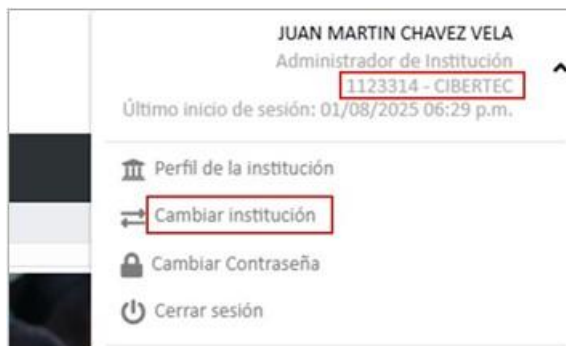 JUAN MARTIN CHAVEZ VELA
Administrador de Institución
1123314 - CIBERTEC
Último inicio de sesión: 01/08/2025 06:29 p.m.
Perfil de la institución
Cambiar institución
Cambiar Contraseña
Cerrar sesión